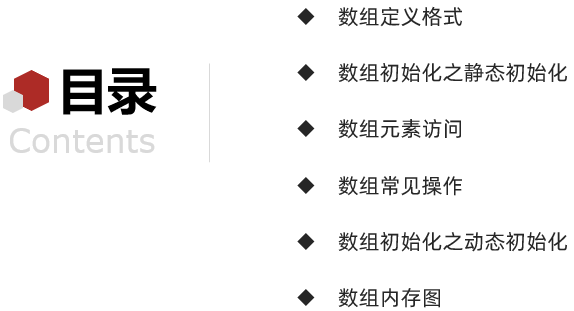 目录
Contents
数组定义格式
数组初始化之静态初始化
数组元素访问
数组常见操作
数组初始化之动态初始化
数组内存图